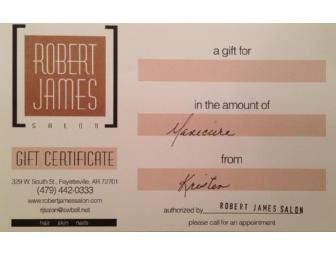 ROBERT
JAMES
SALON
GIFT CERTIFICATE
329 W. South St., Fayetteville, AR 72701
(479) 442-0333
www.robertjamessalon.com
rjsalon@swbell.net
hair skin nails
a gift for
in the amount of
Manicure
from
Kristen
authorized by ROBERT JAMES SALON
please call for an appointment